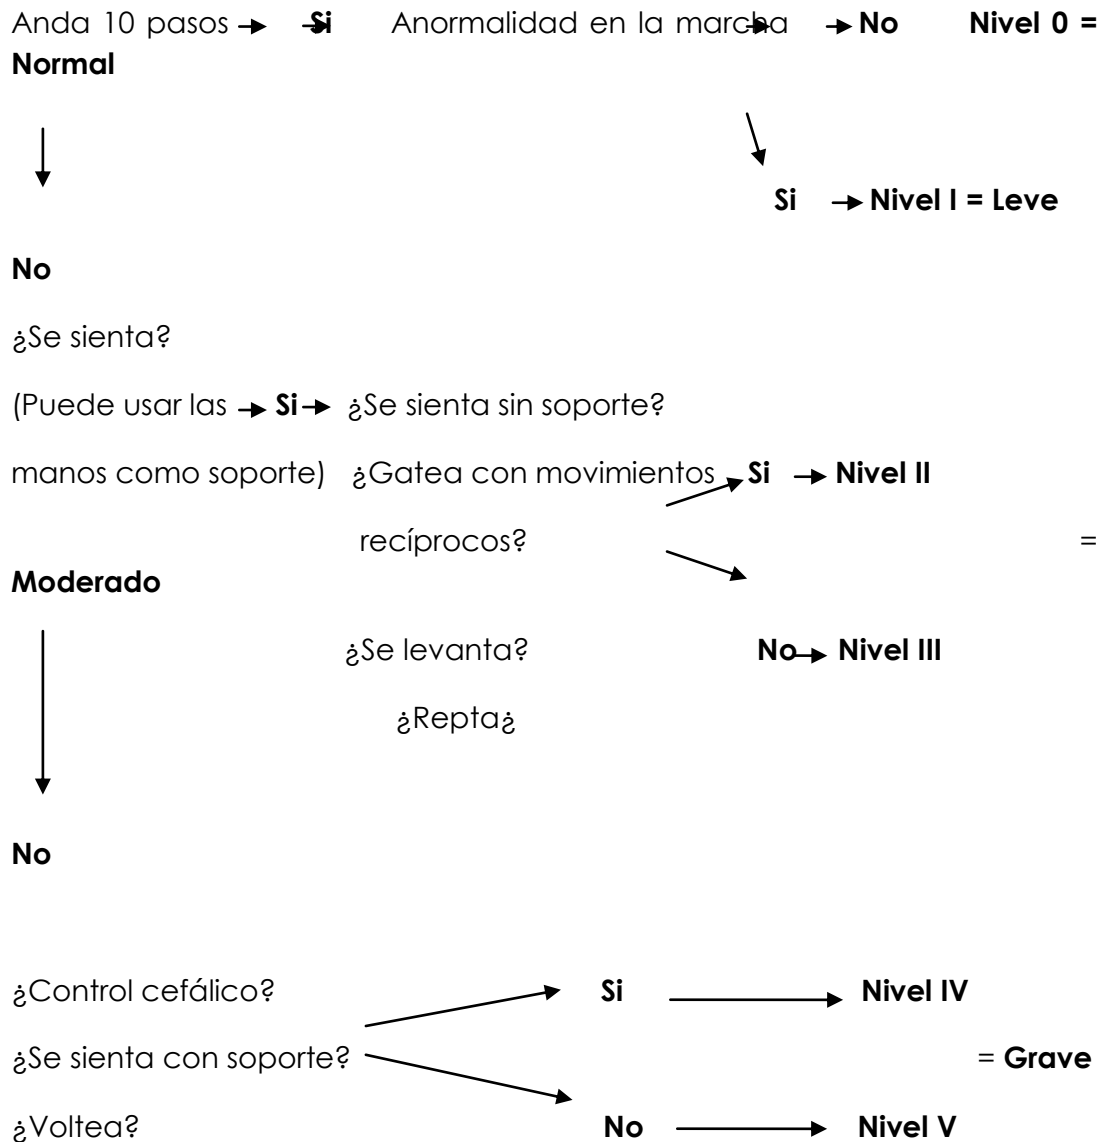 Anda 10 pasos Si Anormalidad en la marcha No Nivel 0 =
Normal
Si Nivel I = Leve
No
¿Se sienta?
(Puede usar las Si ¿Se sienta sin soporte?
manos como soporte) ¿Gatea con movimientos Si Nivel II
recíprocos? =
Moderado
¿Se levanta? No Nivel III
¿Repta¿
No
¿Control cefálico? Si Nivel IV
¿Se sienta con soporte? = Grave
¿Voltea? No Nivel V